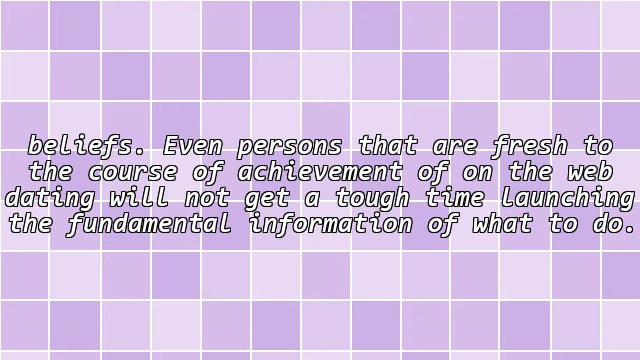 beliefs. Even persons that are fresh to
the course of achievement of on the web
dating will not get a tough time launching
the fundamental information of what to do.